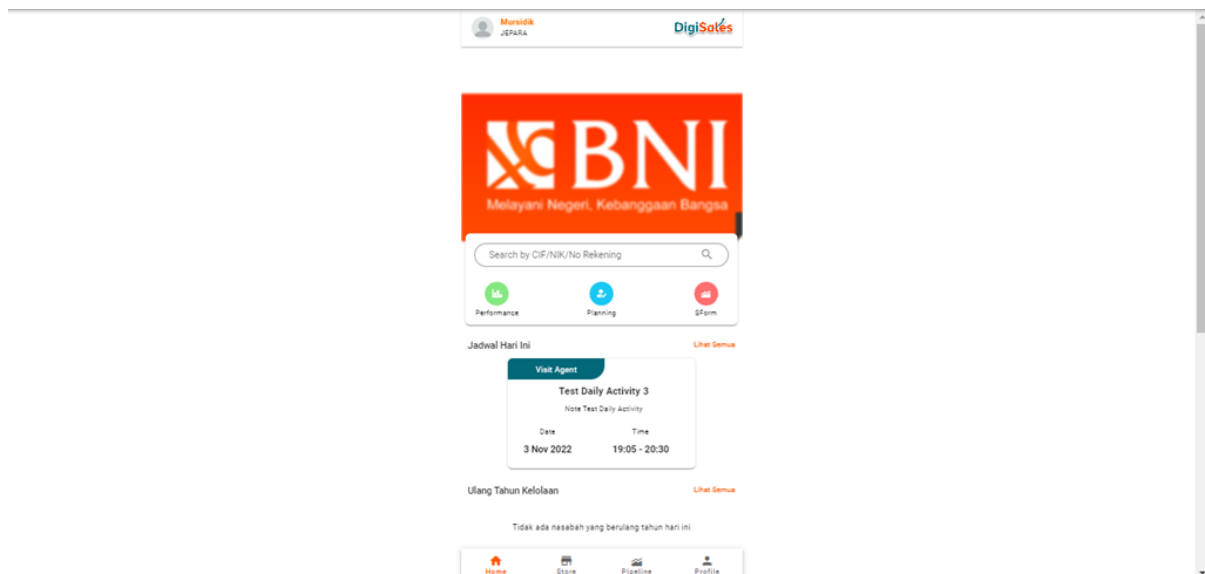 Mursidik
JEPARA
DigiSales
BNI
Melayani Negeri, Kebanggaan Bangsa
Search by CIF/NIK/No Rekening
Performance
Planning
SForm
Jadwal Hari Ini
Lihat Semua
Visit Agent
Test Daily Activity 3
Note Test Daily Activity
Date
Time
3 Nov 2022
19:05 - 20:30
Ulang Tahun Kelolaan
Lihat Semua
Tidak ada nasabah yang berulang tahun hari ini
Home
Store
Pipeline
Profile